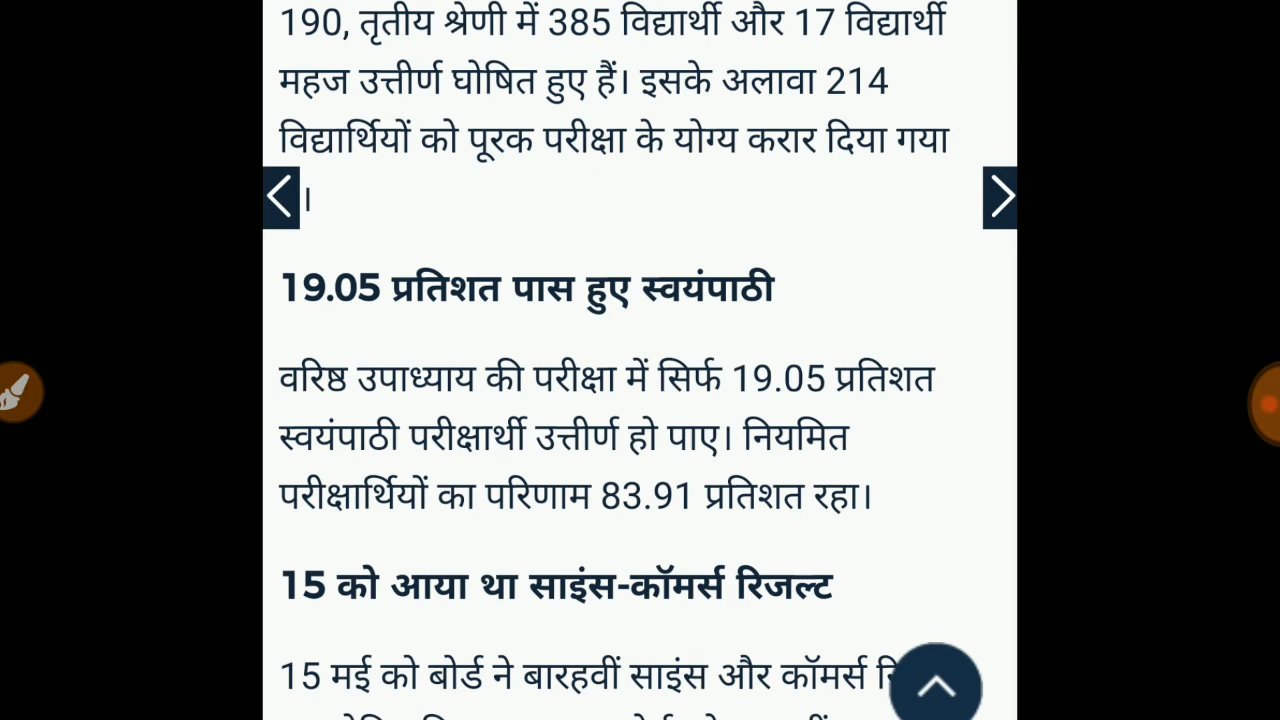 190, तृतीय श्रेणी में 385 विद्यार्थी और 17 विद्यार्थी
महज उत्तीर्ण घोषित हुए हैं। इसके अलावा 214
विद्यार्थियों को पूरक परीक्षा के योग्य करार दिया गया
।
19.05 प्रतिशत पास हुए स्वयंपाठी
वरिष्ठ उपाध्याय की परीक्षा में सिर्फ 19.05 प्रतिशत
स्वयंपाठी परीक्षार्थी उत्तीर्ण हो पाए। नियमित
परीक्षार्थियों का परिणाम 83.91 प्रतिशत रहा।
15 को आया था साइंस-कॉमर्स रिजल्ट
15 मई को बोर्ड ने बारहवीं साइंस और कॉमर्स